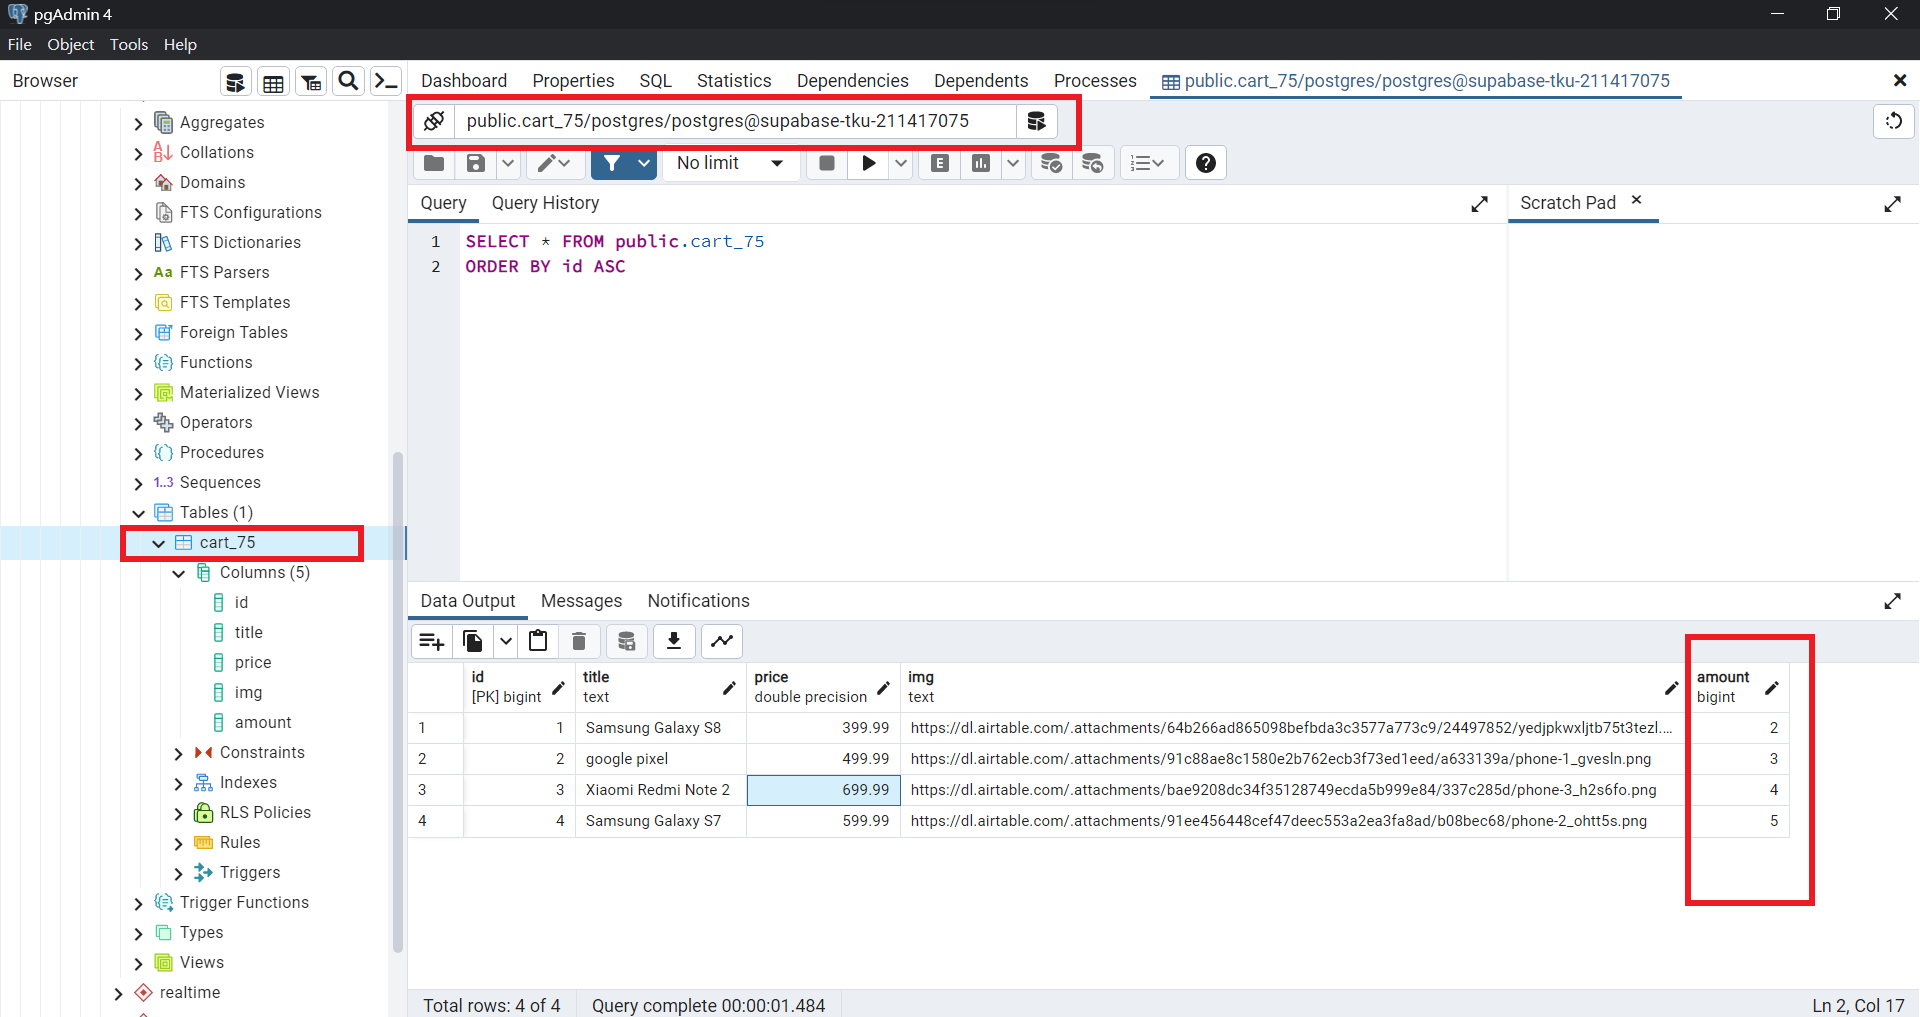 pgAdmin 4
File Object Tools Help
Browser
Dashboard Properties SQL Statistics Dependencies Dependents Processes public.cart_75/postgres/postgres@supabase-tku-211417075
public.cart_75/postgres/postgres@supabase-tku-211417075
No limit
E
Query Query History
Scratch Pad
1 SELECT * FROM public.cart_75
2 ORDER BY id ASC
Aggregates
Collations
Domains
FTS Configurations
FTS Dictionaries
Aa FTS Parsers
FTS Templates
Foreign Tables
Functions
Materialized Views
Operators
Procedures
1..3 Sequences
Tables (1)
cart_75
Columns (5)
id
title
price
img
amount
Constraints
Indexes
RLS Policies
Rules
Triggers
Trigger Functions
Types
Views
realtime
Data Output Messages Notifications
id title price img amount
[PK] bigint text double precision text bigint
1 1 Samsung Galaxy S8 399.99 https://dl.airtable.com/.attachments/64b266ad865098befbda3c3577a773c9/24497852/yedjpkwxljtb75t3tezl.... 2
2 2 google pixel 499.99 https://dl.airtable.com/.attachments/91c88ae8c1580e2b762ecb3f73ed1eed/a633139a/phone-1_gvesln.png 3
3 3 Xiaomi Redmi Note 2 699.99 https://dl.airtable.com/.attachments/bae9208dc34f35128749ecda5b999e84/337c285d/phone-3_h2s6fo.png 4
4 4 Samsung Galaxy S7 599.99 https://dl.airtable.com/.attachments/91ee456448cef47deec553a2ea3fa8ad/b08bec68/phone-2_ohtt5s.png 5
Total rows: 4 of 4 Query complete 00:00:01.484 Ln 2, Col 17